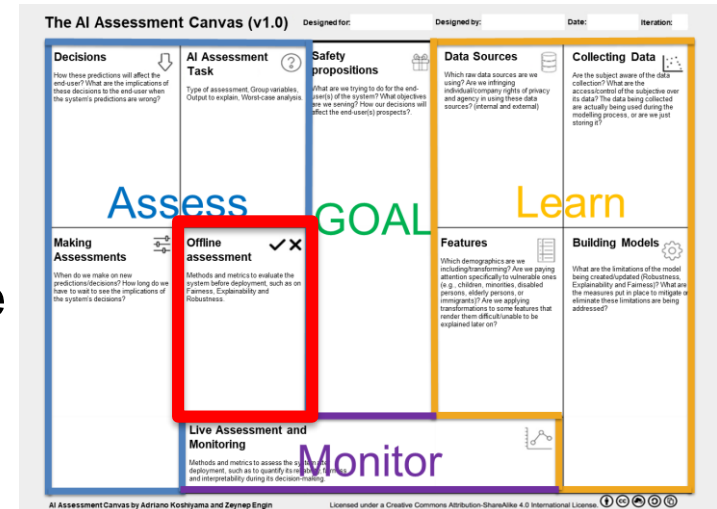 The AI Assessment Canvas (v1.0)
Designed for:
Designed by:
Date:
Iteration:
Decisions
How these predictions will affect the
end-user? What are the implications of
these decisions to the end-user when
the system's predictions are wrong?
AI Assessment
Task
Type of assessment, Group variables,
Output to explain, Worst-case analysis.
Safety
propositions
What are we trying to do for the end-
user(s) of the system? What objectives
are we serving? How our decisions will
affect the end-user(s) prospects?.
Data Sources
Which raw data sources are we
using? Are we infringing
individual/company rights of privacy
and agency in using these data
sources? (internal and external)
Collecting Data
Are the subject aware of the data
collection? What are the
access/control of the subjective over
its data? The data being collected
are actually being used during the
modelling process, or are we just
storing it?
Assess
GOAL
Learn
Making
Assessments
When do we make on new
predictions/decisions? How long do we
have to wait to see the implications of
the system's decisions?
Offline
assessment
Methods and metrics to evaluate the
system before deployment, such as on
Fairness, Explainability and
Robustness.
Features
Which demographics are we
including/transforming? Are we paying
attention specifically to vulnerable ones
(e.g., children, minorities, disabled
persons, elderly persons, or
immigrants)? Are we applying
transformations to some features that
render them difficult/unable to be
explained later on?
Building Models
What are the limitations of the model
being created/updated (Robustness,
Explainability and Fairness)? What are
the measures put in place to mitigate or
eliminate these limitations are being
addressed?
e
Live Assessment and
Monitoring
Methods and metrics to assess the system
deployment, such as to quantify its
and interpretability during its decision-making.
Monitor
AI Assessment Canvas by Adriano Koshiyama and Zeynep Engin
Licensed under a Creative Commons Attribution-ShareAlike 4.0 International License.